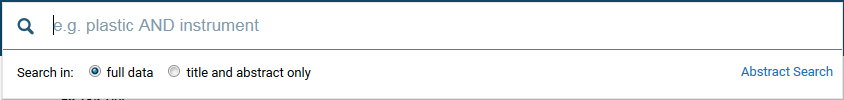 e.g. plastic AND instrument
Search in: full data title and abstract only Abstract Search